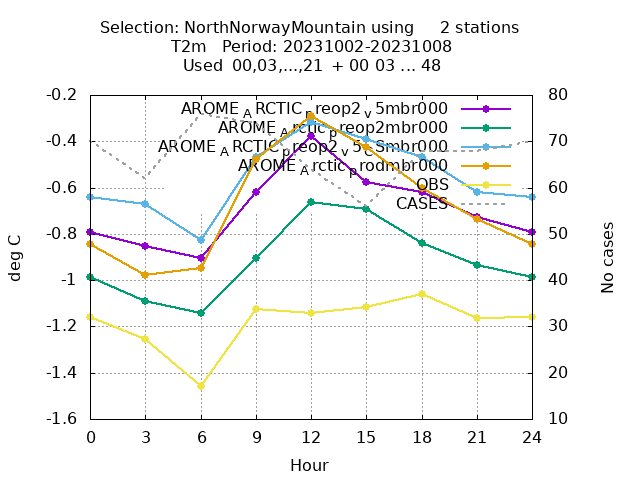 Selection: NorthNorwayMountain using 2 stations
T2m Period: 20231002-20231008
Used 00,03,...,21 + 00 03 ... 48
-0.2
-0.4
-0.6
-0.8
-1
-1.2
-1.4
-1.6
80
70
60
50
40
30
20
10
deg C
No cases
AROME_ARCTIC_preop2_v5mbr000
AROME_Arctic_preop2mbr000
AROME_ARCTIC_preop2_v5_CSmbr000
AROME_Arctic_prodmbr000
OBS
CASES
0 3 6 9 12 15 18 21 24
Hour